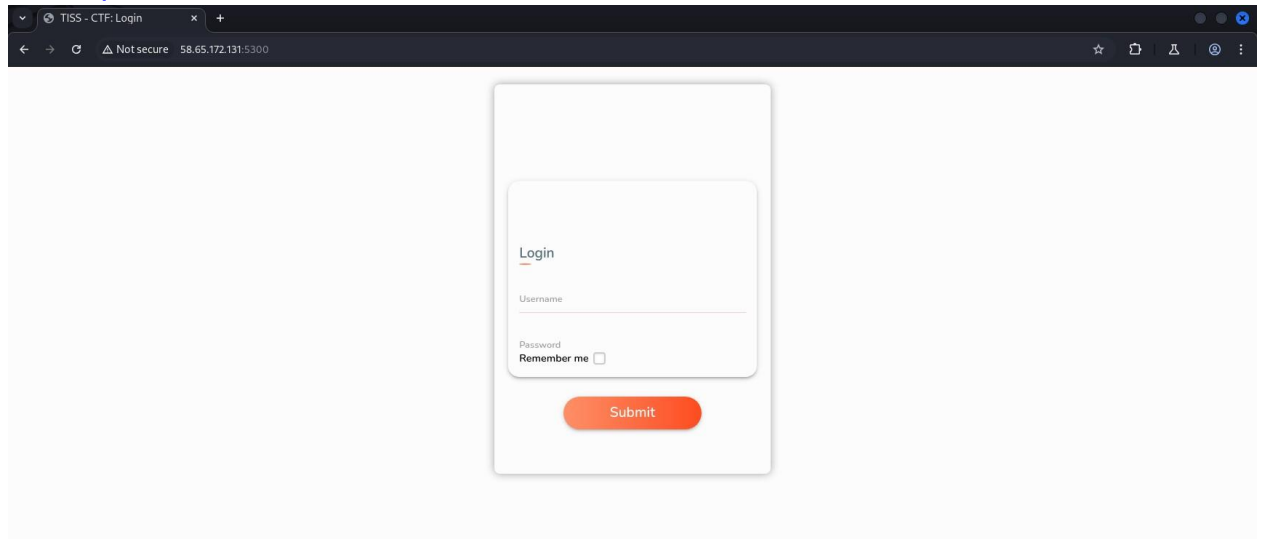 TISS - CTF: Login
Not secure 58.65.172.131:5300
Login
Username
Password
Remember me
Submit